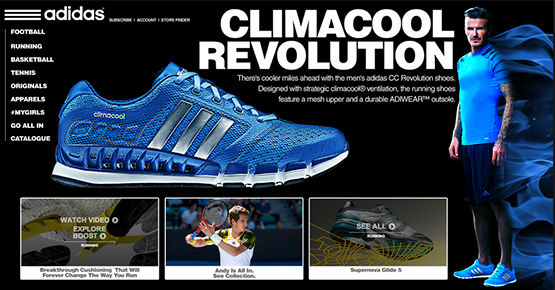 adidas
SUBSCRIBE | ACCOUNT | STORE FINDER
FOOTBALL
RUNNING
BASKETBALL
TENNIS
ORIGINALS
APPARELS
#MYGIRLS
GO ALL IN
CATALOGUE
CLIMACOOL
REVOLUTION
There's cooler miles ahead with the men's adidas CC Revolution shoes.
Designed with strategic climacool® ventilation, the running shoes
feature a mesh upper and a durable ADIWEAR™ outsole.
climacool
WATCH VIDEO
EXPLORE
BOOST
RUNNING
Breakthrough Cushioning That Will
Forever Change The Way You Run
Andy Is All In.
See Collection.
SEE ALL
RUNNING
Supernova Glide 5